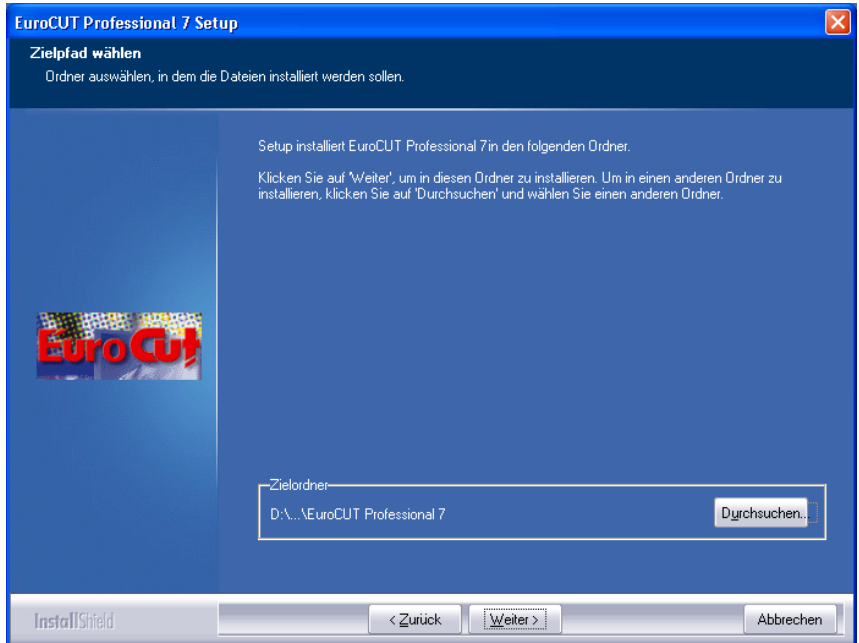 EuroCUT Professional 7 Setup
Zielpfad wählen
Ordner auswählen, in dem die Dateien installiert werden sollen.
Setup installiert EuroCUT Professional 7in den folgenden Ordner.
Klicken Sie auf 'Weiter', um in diesen Ordner zu installieren. Um in einen anderen Ordner zu
installieren, klicken Sie auf 'Durchsuchen' und wählen Sie einen anderen Ordner.
EuroCut
Zielordner
D:\...\EuroCUT Professional 7
Durchsuchen...
InstallShield
< Zurück
Weiter >
Abbrechen